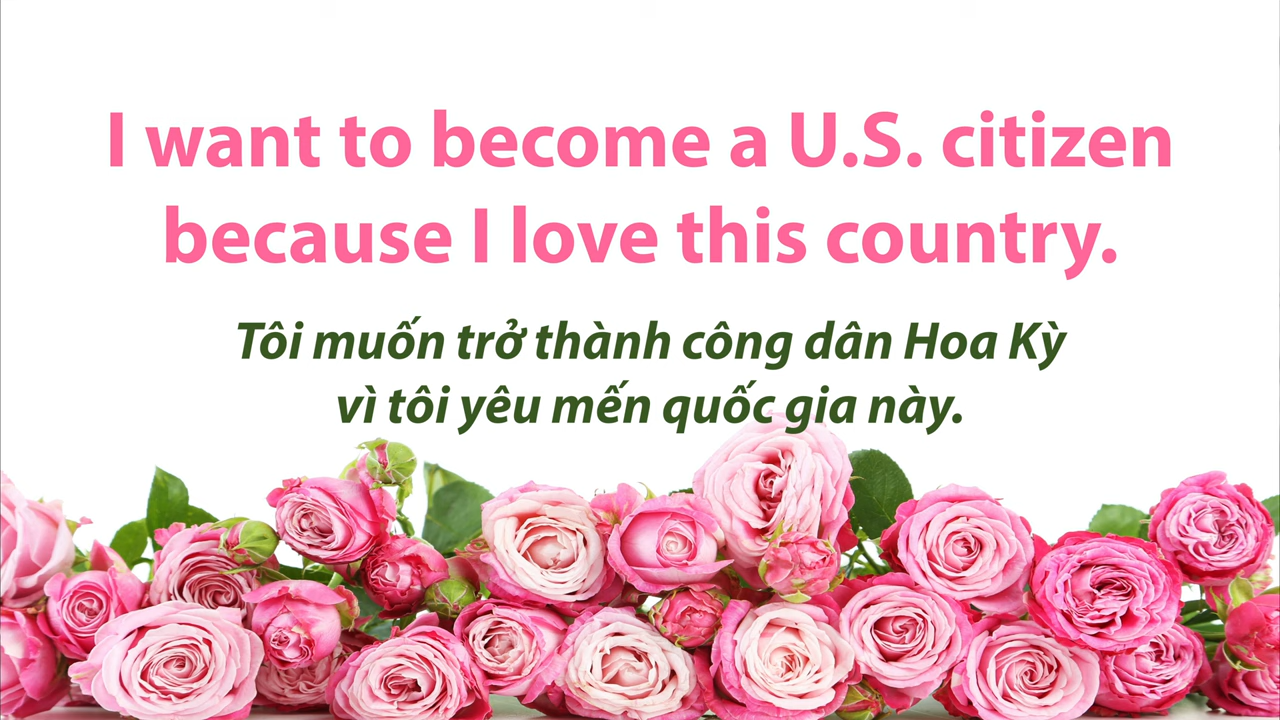 I want to become a U.S. citizen
because I love this country.
Tôi muốn trở thành công dân Hoa Kỳ
vì tôi yêu mến quốc gia này.